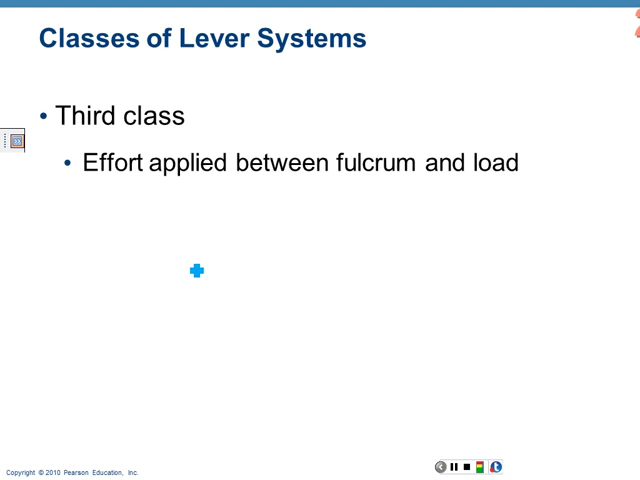 Classes of Lever Systems
• Third class
• Effort applied between fulcrum and load
Copyright © 2010 Pearson Education, Inc.